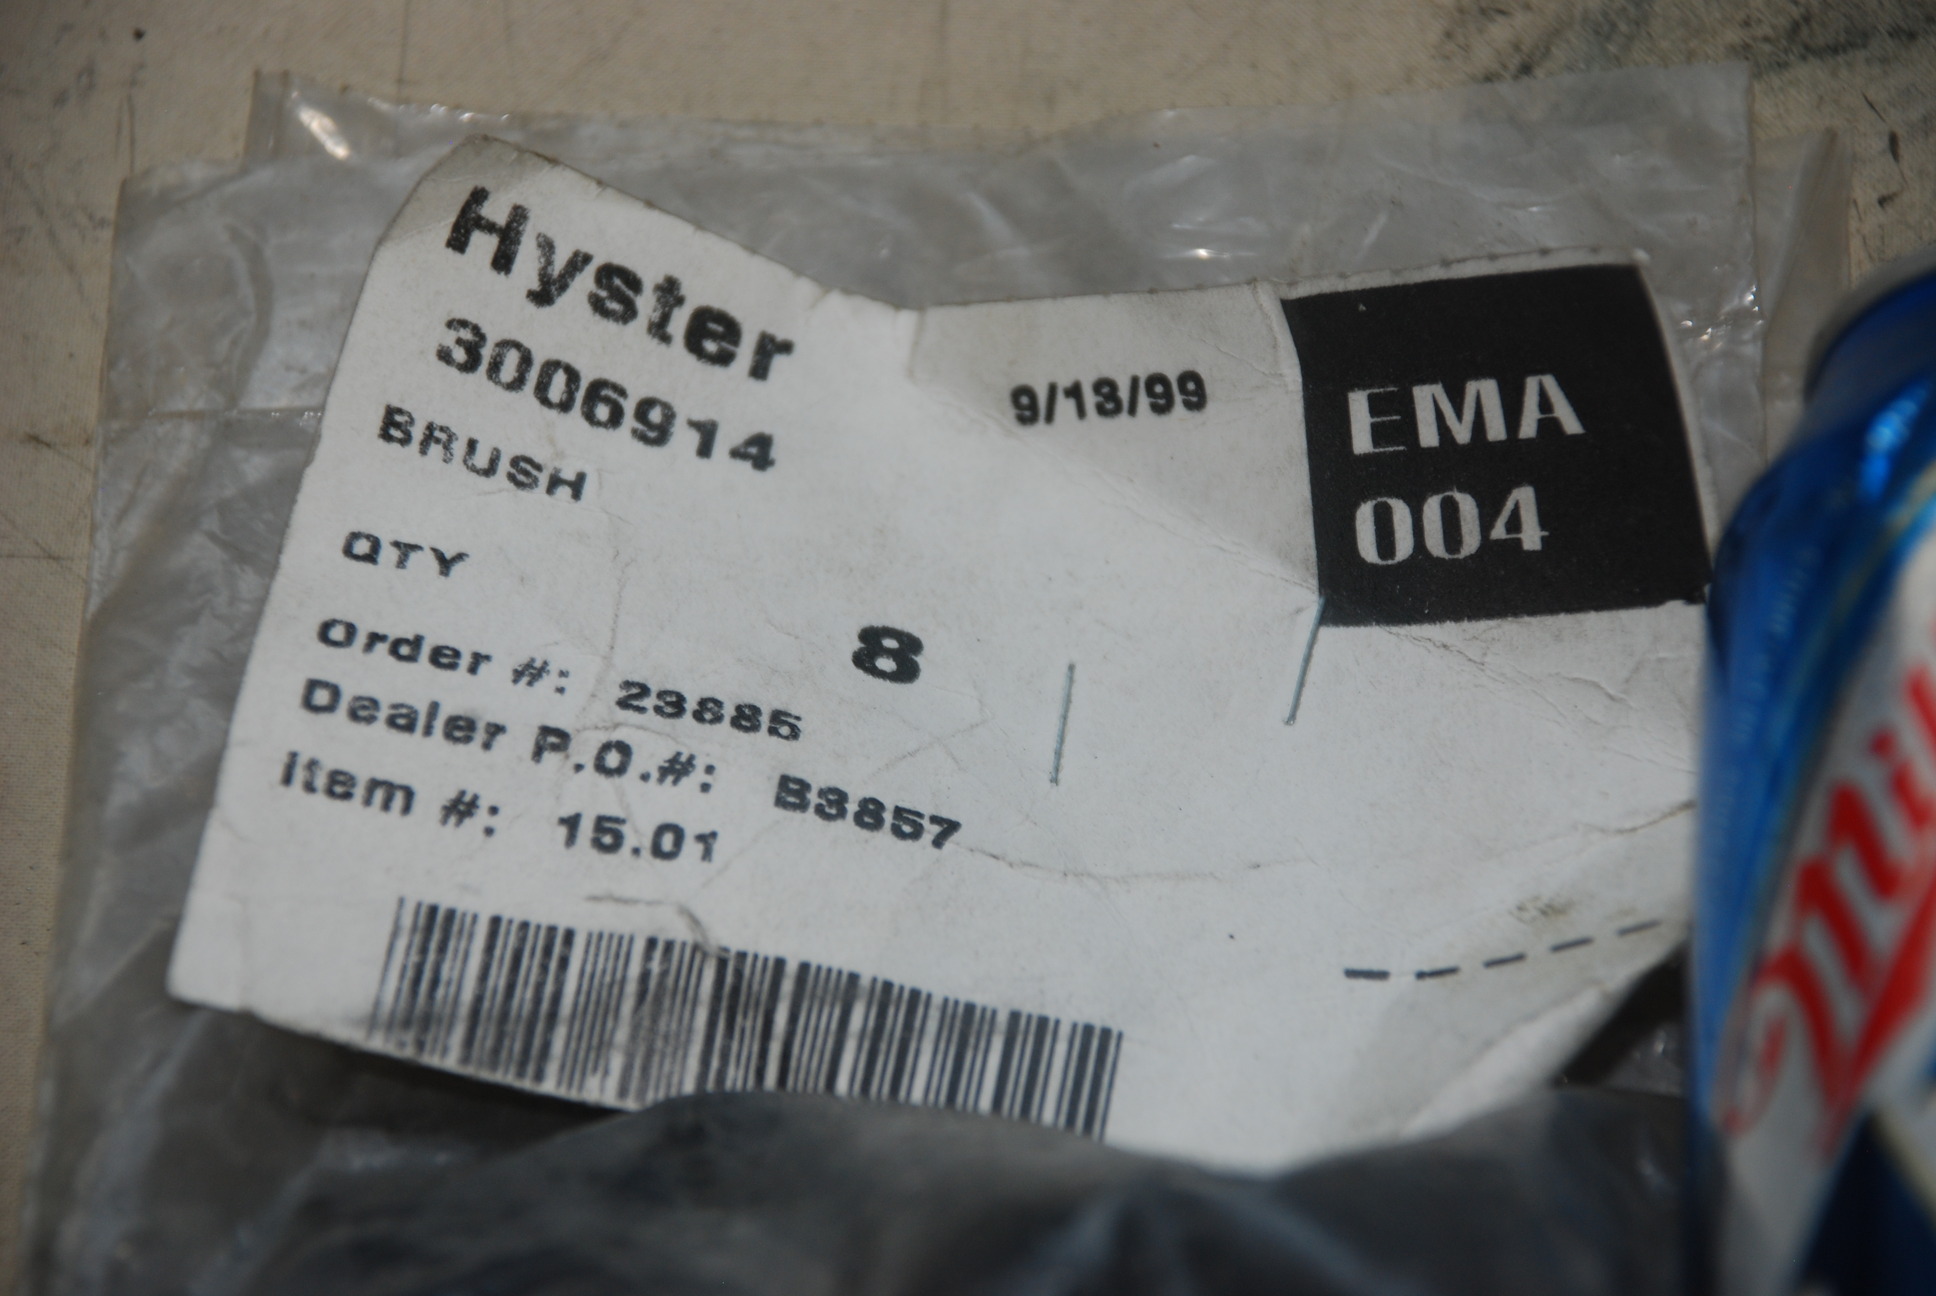 Hyster
3006914
BRUSH
9/13/99
EMA
004
QTY
8
Order #: 23885
Dealer P.O.#: B3857
Item #: 15.01